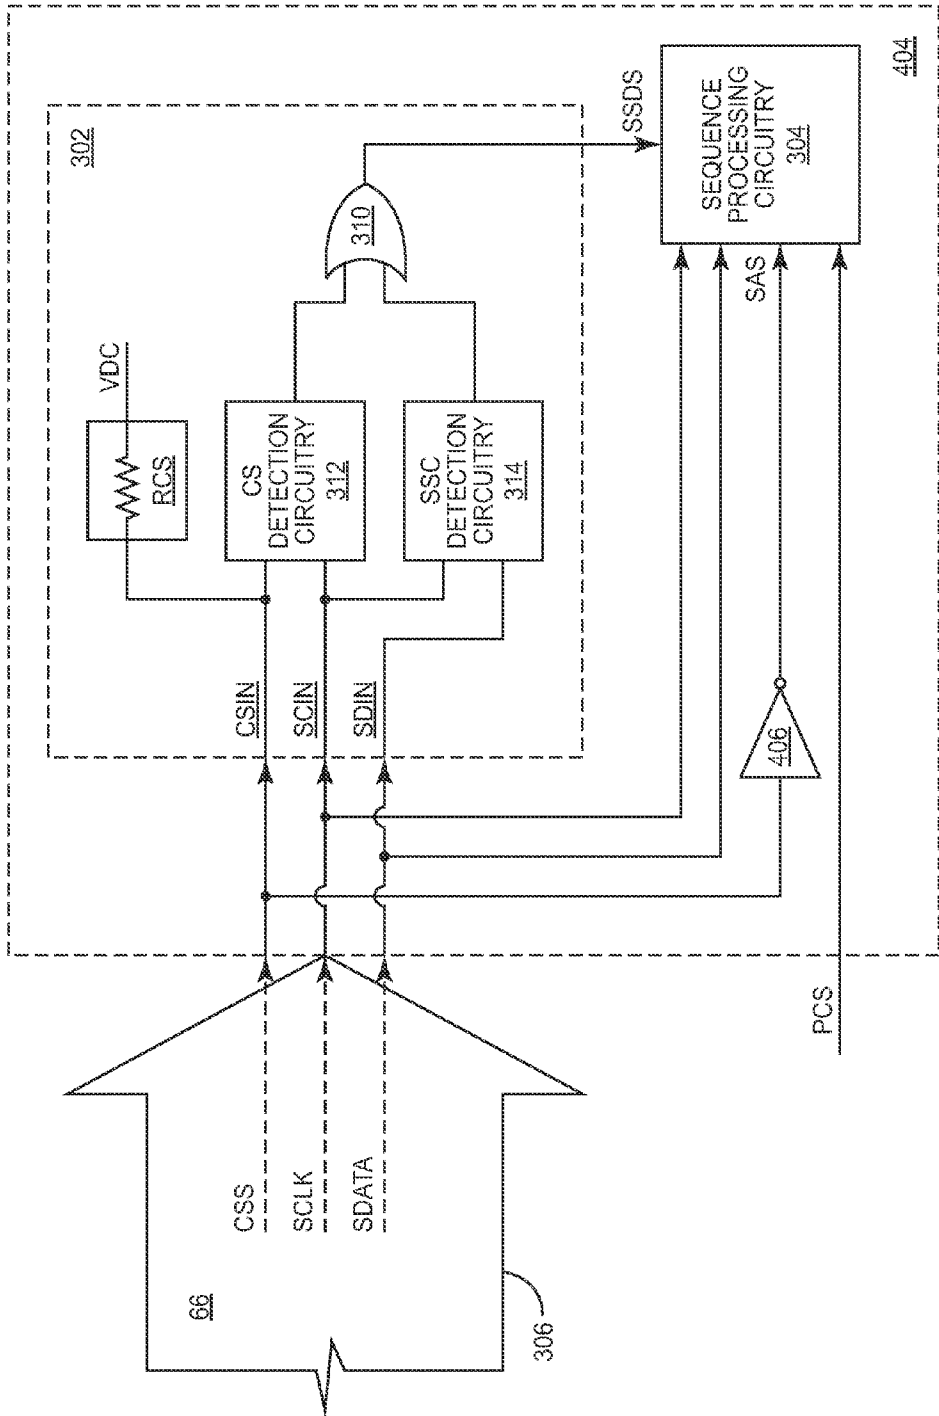 404
302
VDC
RCS
CS
DETECTION
CIRCUITRY
312
SSC
DETECTION
CIRCUITRY
314
310
SSDS
SEQUENCE
PROCESSING
CIRCUITRY
304
CSIN
SCIN
SDIN
SAS
406
CSS
SCLK
SDATA
PCS
66
306